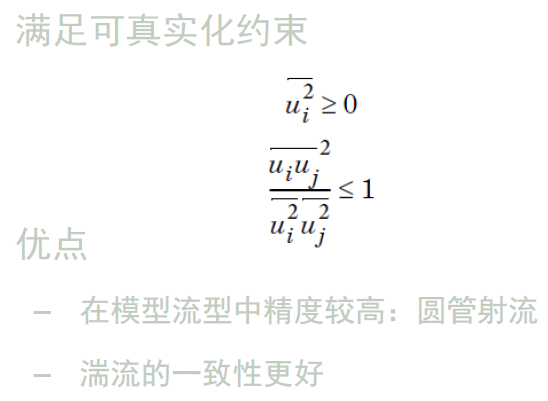 满足可真实化约束
$\overline{u_i^2} \geq 0$
$\frac{\overline{u_i u_j}^2}{\overline{u_i^2}\,\overline{u_j^2}} \leq 1$
优点
– 在模型流型中精度较高：圆管射流
– 湍流的一致性更好